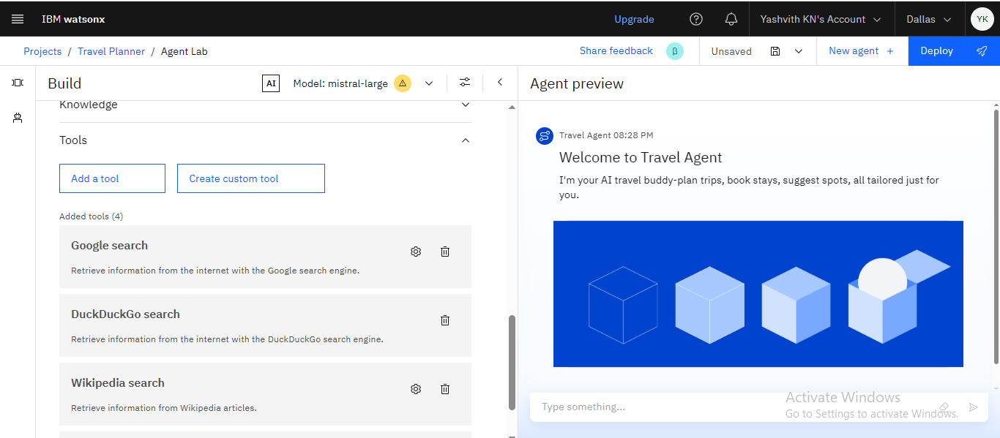 IBM watsonx
Upgrade
Yashvith KN's Account
Dallas
YK
Projects / Travel Planner / Agent Lab
Share feedback
β
Unsaved
New agent +
Deploy
Build
AI
Model: mistral-large
Agent preview
Knowledge
Tools
Add a tool
Create custom tool
Added tools (4)
Google search
Retrieve information from the internet with the Google search engine.
DuckDuckGo search
Retrieve information from the internet with the DuckDuckGo search engine.
Wikipedia search
Retrieve information from Wikipedia articles.
Travel Agent 08:28 PM
Welcome to Travel Agent
I'm your AI travel buddy-plan trips, book stays, suggest spots, all tailored just for
you.
Type something...
Activate Windows
Go to Settings to activate Windows.